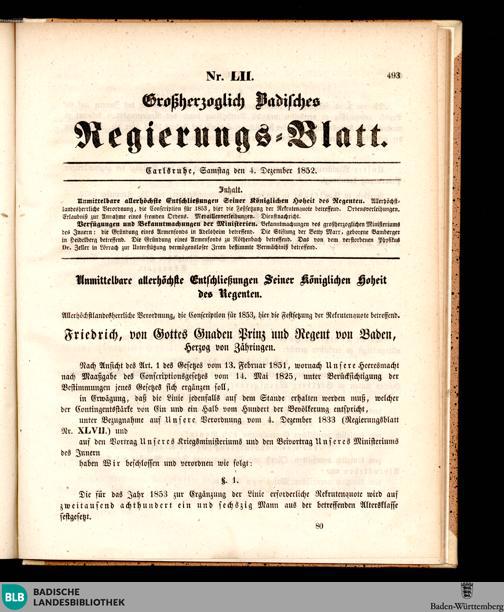 Nr. LII. 493
Großherzoglich Badisches
Regierungs-Blatt.
Carlsruhe, Samstag den 4. Dezember 1852.
Inhalt.
Unmittelbare allerhöchste Entschließungen Seiner Königlichen Hoheit des Regenten. Allerhöchst-
landesherrliche Verordnung, die Conscription für 1853, hier die Festsetzung der Rekrutenquote betreffend. Ordensverleihungen.
Erlaubniß zur Annahme eines fremden Ordens. Medaillenverleihungen. Dienstnachricht.
Verfügungen und Bekanntmachungen der Ministerien. Bekanntmachungen des großherzoglichen Ministeriums
des Innern: die Gründung eines Armenfonds in Adelsheim betreffend. Die Stiftung der Betty Marx, geborene Bamberger
in Heidelberg betreffend. Die Gründung eines Armenfonds zu Röthenbach betreffend. Das von dem verstorbenen Physikus
Dr. Zeller in Lörrach zur Unterstützung vermögensloser Irren bestimmte Vermächtniß betreffend.
Unmittelbare allerhöchste Entschließungen Seiner Königlichen Hoheit
des Regenten.
Allerhöchstlandesherrliche Verordnung, die Conscription für 1853, hier die Festsetzung der Rekrutenquote betreffend.
Friedrich, von Gottes Gnaden Prinz und Regent von Baden,
Herzog von Zähringen.
Nach Ansicht des Art. 1 des Gesetzes vom 13. Februar 1851, wornach Unsere Heeresmacht
nach Maaßgabe des Conscriptionsgesetzes vom 14. Mai 1825, unter Berücksichtigung der
Bestimmungen jenes Gesetzes sich ergänzen soll,
in Erwägung, daß die Linie jedenfalls auf dem Stande erhalten werden muß, welcher
der Contingentsstärke von Ein und ein Halb vom Hundert der Bevölkerung entspricht,
unter Bezugnahme auf Unsere Verordnung vom 4. Dezember 1833 (Regierungsblatt
Nr. XLVII.) und
auf den Vortrag Unseres Kriegsministeriums und den Beivortrag Unseres Ministeriums
des Innern
haben Wir beschlossen und verordnen wie folgt:
§. 1.
Die für das Jahr 1853 zur Ergänzung der Linie erforderliche Rekrutenquote wird auf
zweitausend achthundert ein und sechszig Mann aus der betreffenden Altersklasse
festgesetzt.
80
BLB BADISCHE
LANDESBIBLIOTHEK
Baden-Württemberg